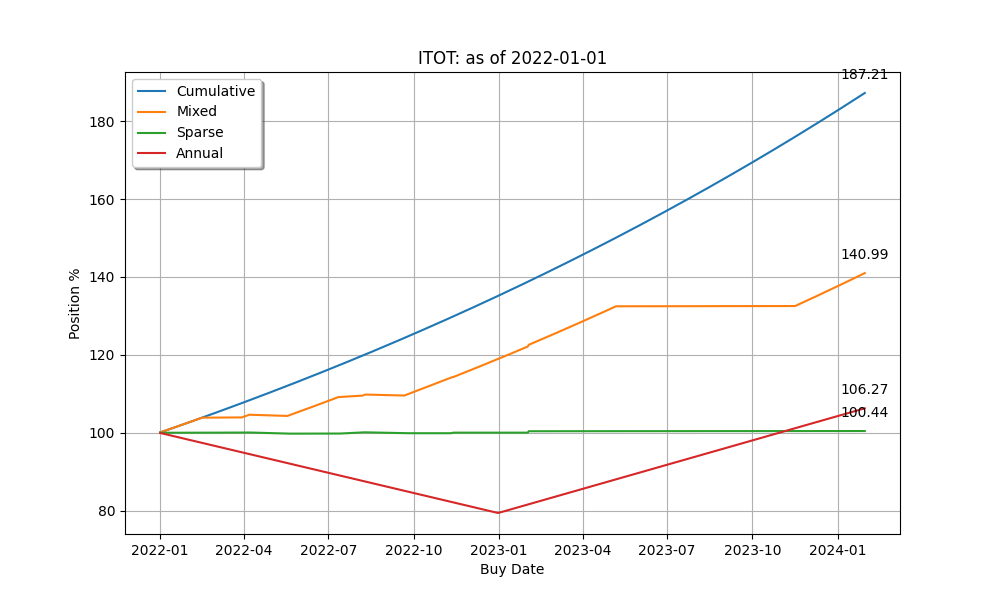 ITOT: as of 2022-01-01
187.21
Cumulative
Mixed
Sparse
Annual
180
160
140.99
140
120
106.27
100.44
100
80
Position %
2022-01 2022-04 2022-07 2022-10 2023-01 2023-04 2023-07 2023-10 2024-01
Buy Date